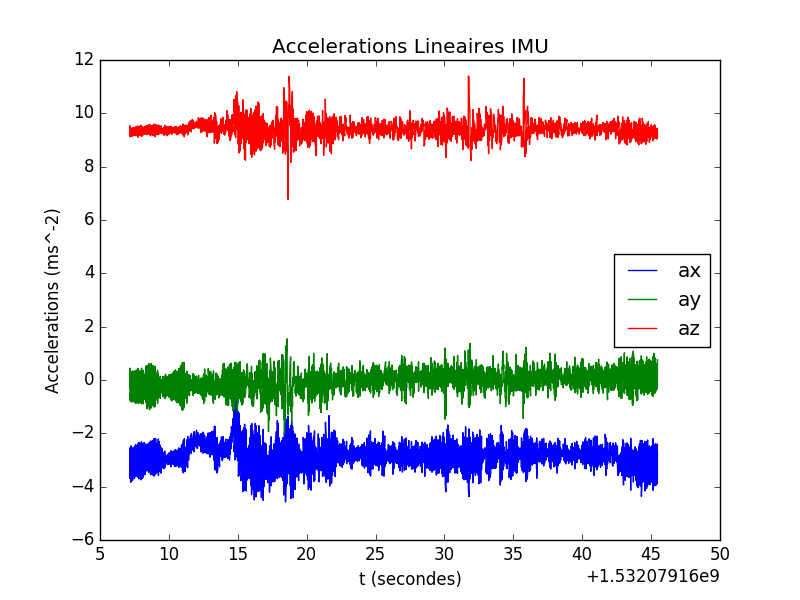 Accelerations Lineaires IMU
12
10
8
6
4
2
0
−2
−4
−6
Accelerations (ms^-2)
ax
ay
az
5 10 15 20 25 30 35 40 45 50
t (secondes)
+1.53207916e9